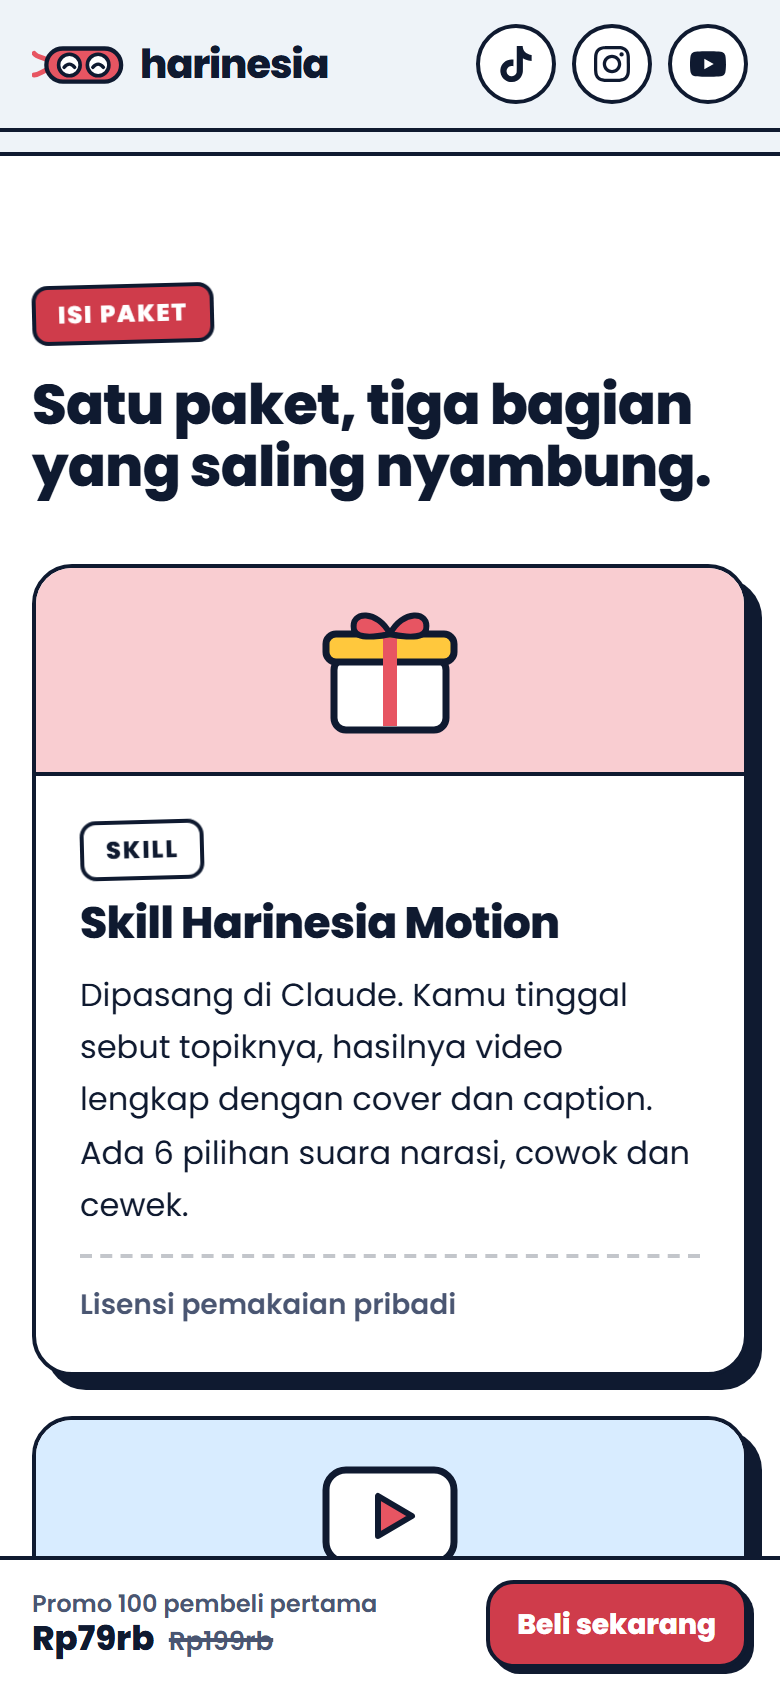 harinesia
ISI PAKET
Satu paket, tiga bagian
yang saling nyambung.
SKILL
Skill Harinesia Motion
Dipasang di Claude. Kamu tinggal
sebut topiknya, hasilnya video
lengkap dengan cover dan caption.
Ada 6 pilihan suara narasi, cowok dan
cewek.
Lisensi pemakaian pribadi
Promo 100 pembeli pertama
Rp79rb Rp199rb
Beli sekarang